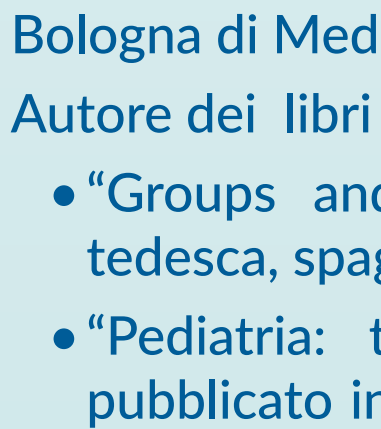 Bologna di Med
Autore dei libri
• “Groups and
tedesca, spag
• “Pediatria: t
pubblicato in